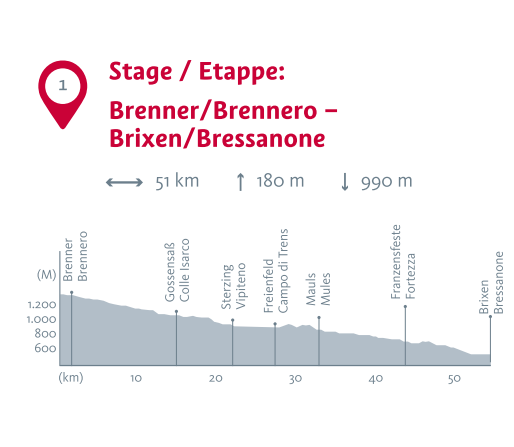 1
Stage / Etappe:
Brenner/Brennero –
Brixen/Bressanone
51 km
180 m
990 m
(M)
1.200
1.000
800
600
Brenner
Brennero
Gossensaß
Colle Isarco
Sterzing
Vipiteno
Freienfeld
Campo di Trens
Mauls
Mules
Franzensfeste
Fortezza
Brixen
Bressanone
(km) 10 20 30 40 50